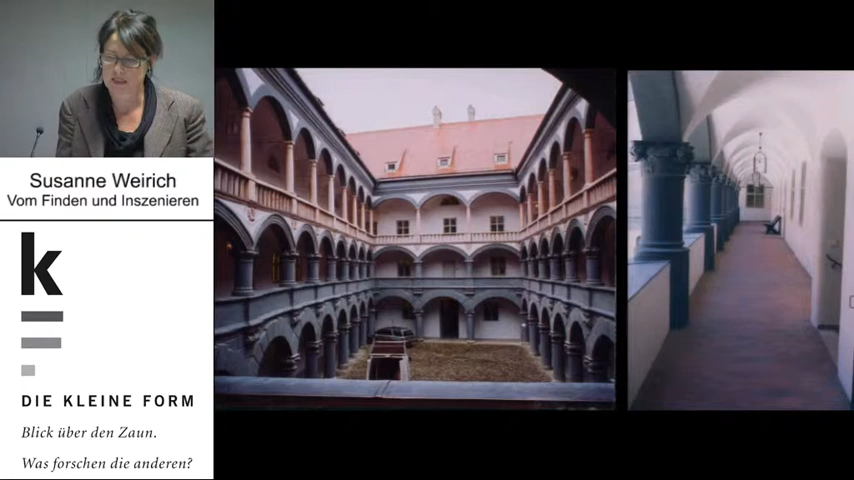 Susanne Weirich
Vom Finden und Inszenieren
k
DIE KLEINE FORM
Blick über den Zaun.
Was forschen die anderen?